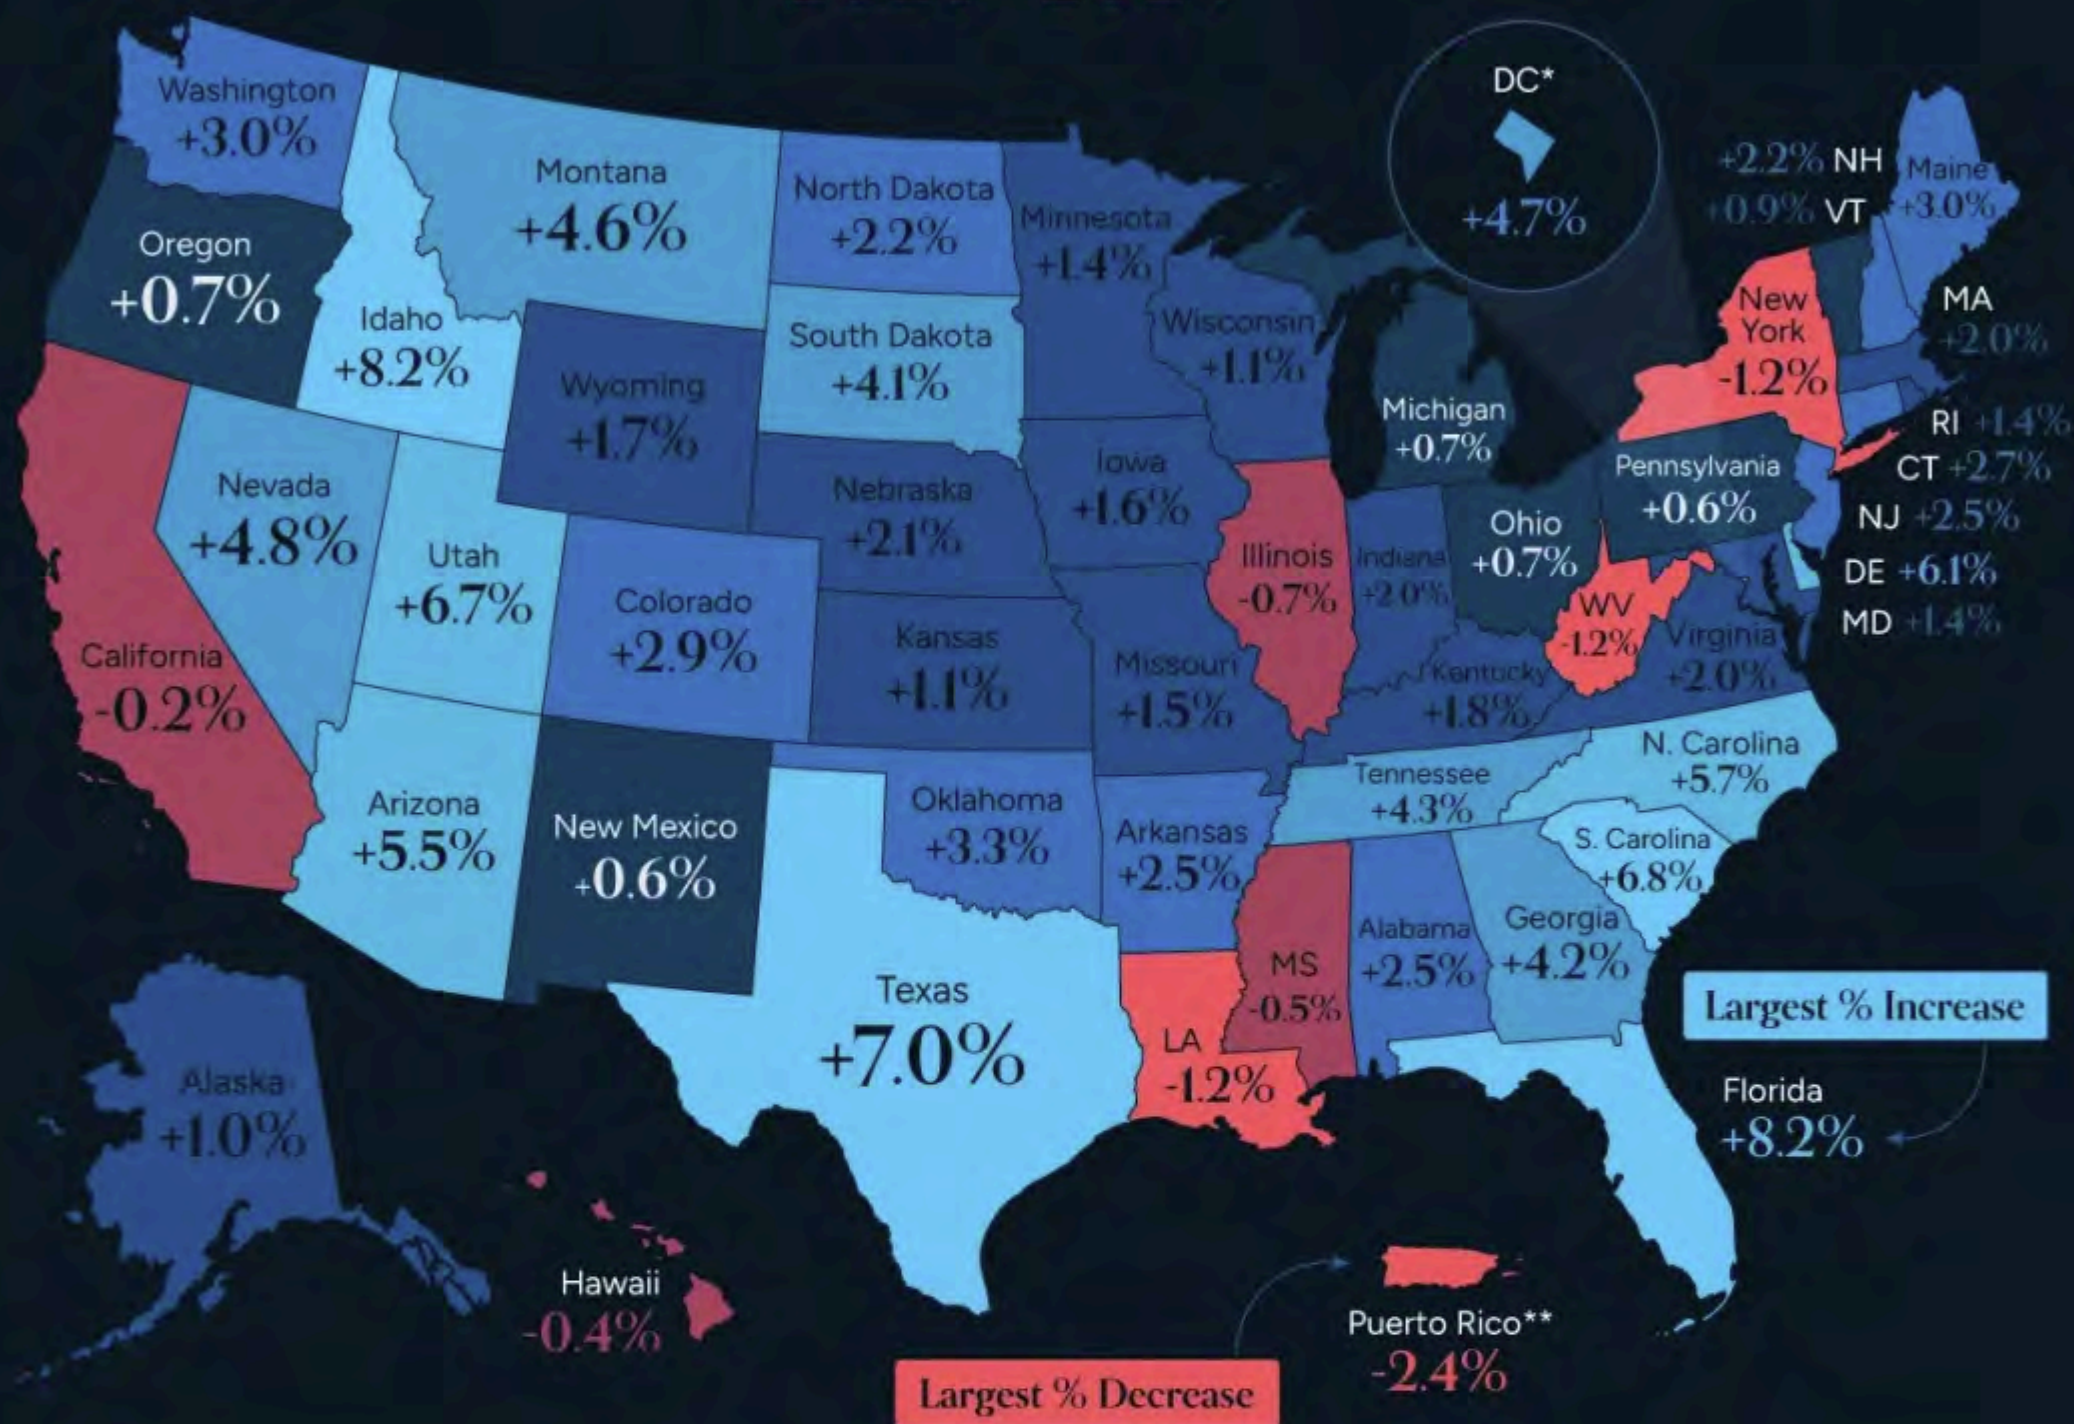 Washington
+3.0%
Montana
+4.6%
North Dakota
+2.2%
Minnesota
+1.4%
DC*
+4.7%
+2.2% NH
+0.9% VT
Maine
+3.0%
Oregon
+0.7%
Idaho
+8.2%
Wyoming
+1.7%
South Dakota
+4.1%
Wisconsin
+1.1%
Michigan
+0.7%
New
York
-1.2%
MA
+2.0%
RI +1.4%
CT +2.7%
NJ +2.5%
DE +6.1%
MD +1.4%
Nevada
+4.8%
Utah
+6.7%
Colorado
+2.9%
Nebraska
+2.1%
Iowa
+1.6%
Illinois
-0.7%
Indiana
+2.0%
Ohio
+0.7%
Pennsylvania
+0.6%
WV
-1.2%
Virginia
+2.0%
California
-0.2%
Kansas
+1.1%
Missouri
+1.5%
Kentucky
+1.8%
Arizona
+5.5%
New Mexico
+0.6%
Oklahoma
+3.3%
Arkansas
+2.5%
Tennessee
+4.3%
N. Carolina
+5.7%
S. Carolina
+6.8%
Texas
+7.0%
LA
-1.2%
MS
-0.5%
Alabama
+2.5%
Georgia
+4.2%
Largest % Increase
Florida
+8.2%
Alaska
+1.0%
Hawaii
-0.4%
Puerto Rico**
-2.4%
Largest % Decrease